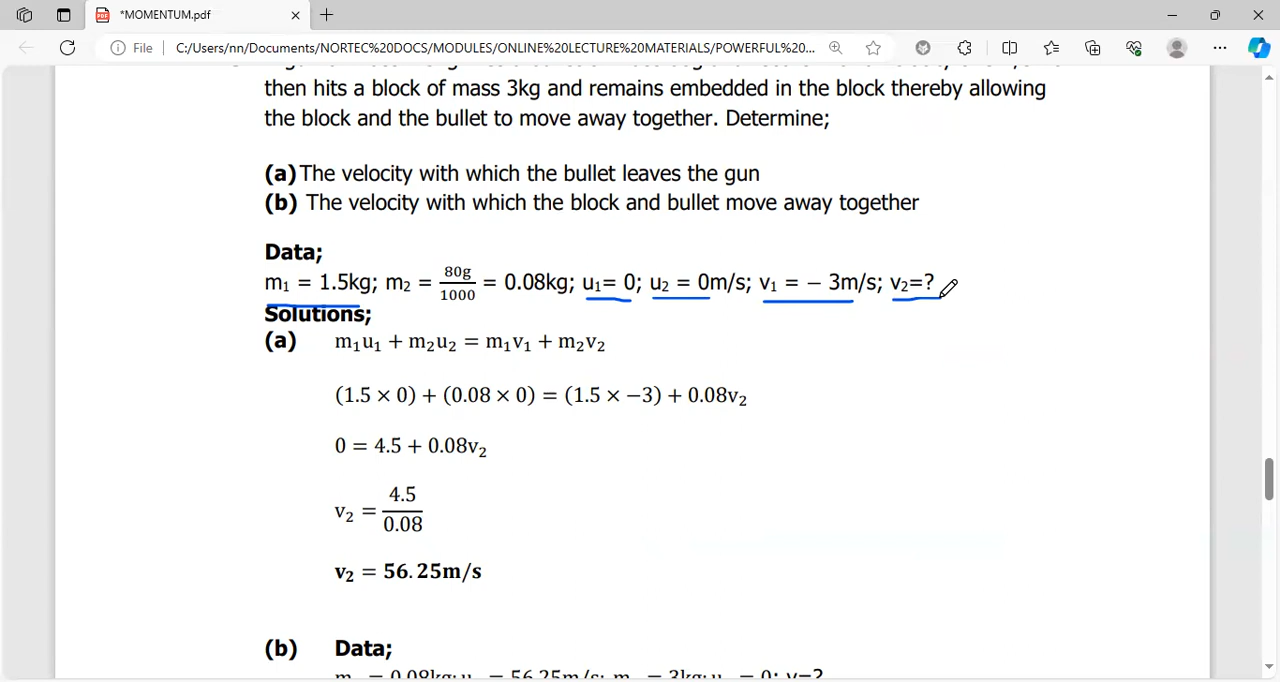 *MOMENTUM.pdf
File
C:/Users/nn/Documents/NORTEC%20DOCS/MODULES/ONLINE%20LECTURE%20MATERIALS/POWERFUL%20...
then hits a block of mass 3kg and remains embedded in the block thereby allowing
the block and the bullet to move away together. Determine;
(a) The velocity with which the bullet leaves the gun
(b) The velocity with which the block and bullet move away together
Data;
m₁ = 1.5kg; m₂ = 80g/1000 = 0.08kg; u₁= 0; u₂ = 0m/s; v₁ = − 3m/s; v₂=?
Solutions;
(a) m₁u₁ + m₂u₂ = m₁v₁ + m₂v₂
(1.5 × 0) + (0.08 × 0) = (1.5 × −3) + 0.08v₂
0 = 4.5 + 0.08v₂
v₂ = 4.5/0.08
v₂ = 56.25m/s
(b) Data;